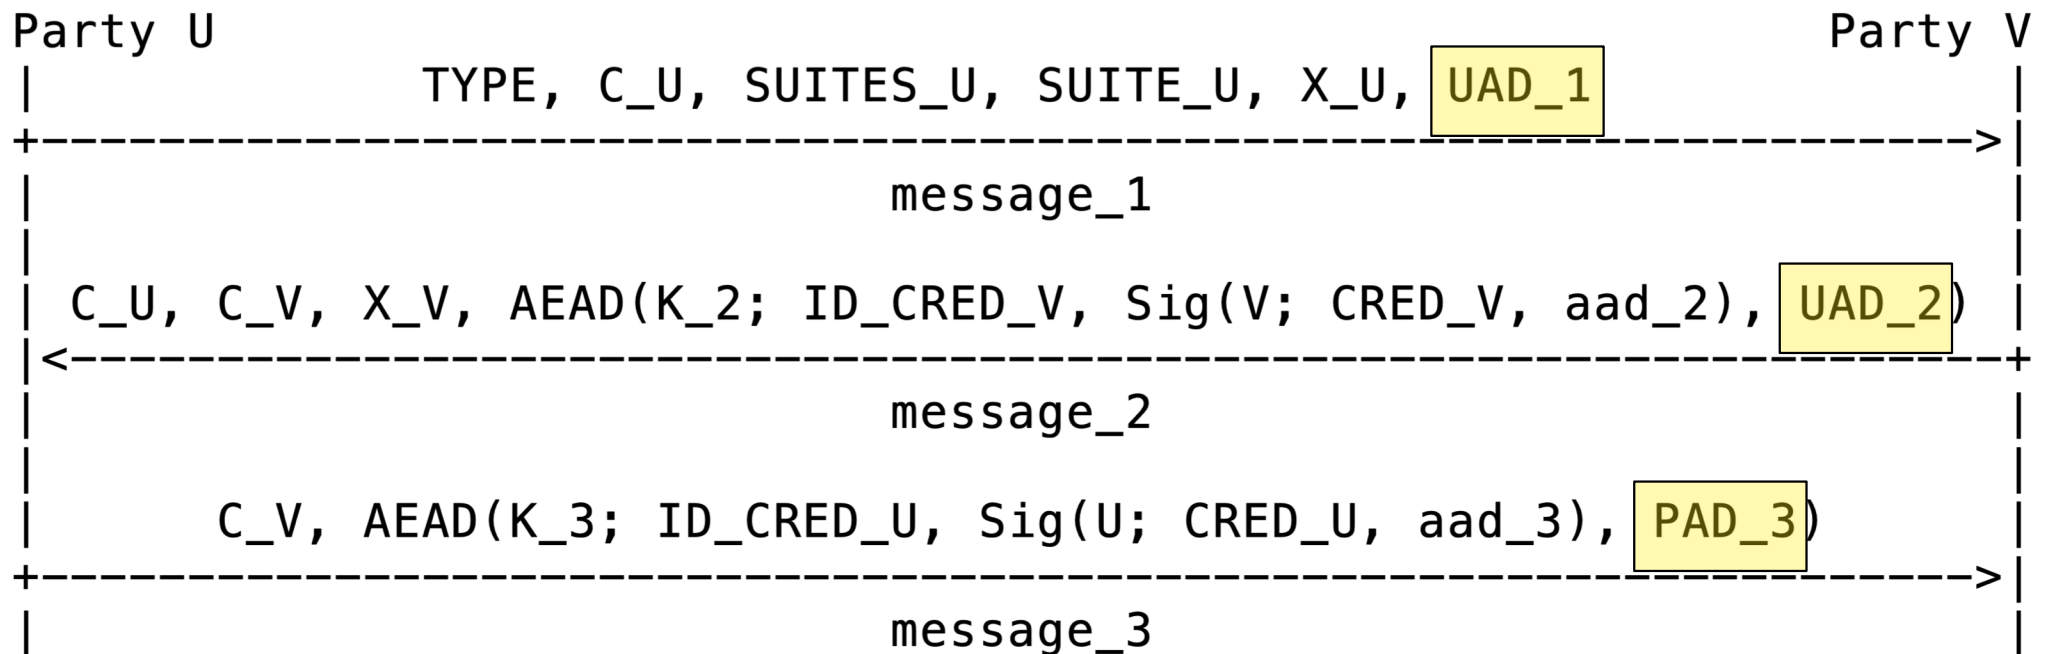 Party U Party V
TYPE, C_U, SUITES_U, SUITE_U, X_U, UAD_1
message_1
C_U, C_V, X_V, AEAD(K_2; ID_CRED_V, Sig(V; CRED_V, aad_2), UAD_2)
message_2
C_V, AEAD(K_3; ID_CRED_U, Sig(U; CRED_U, aad_3), PAD_3)
message_3